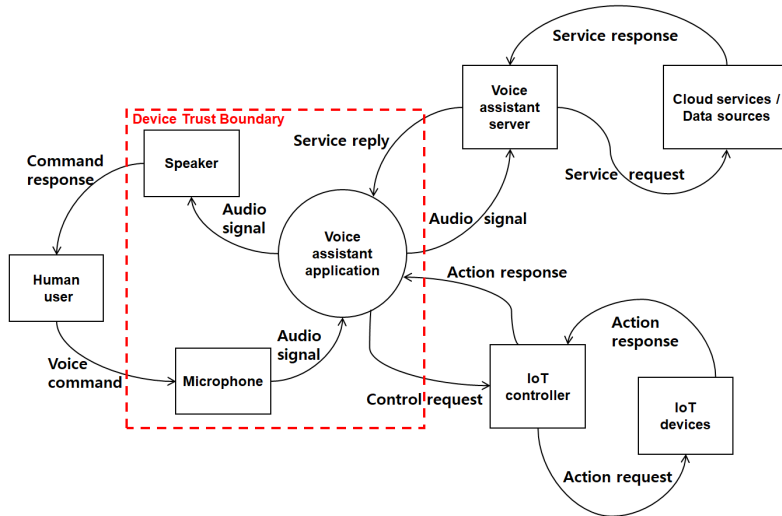 Service response
Voice
assistant
server
Cloud services /
Data sources
Device Trust Boundary
Service reply
Command
response
Speaker
Service request
Audio
signal
Voice
assistant
application
Audio signal
Human
user
Action response
Audio
signal
Action
response
Voice
command
Microphone
Control request
IoT
controller
IoT
devices
Action request